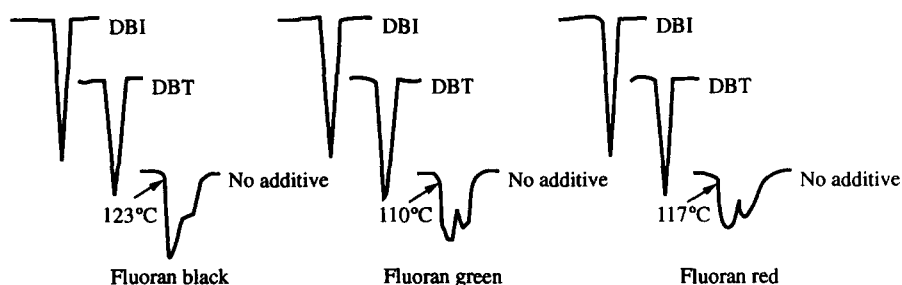 DBI
DBT
No additive
123°C
Fluoran black
DBI
DBT
No additive
110°C
Fluoran green
DBI
DBT
No additive
117°C
Fluoran red